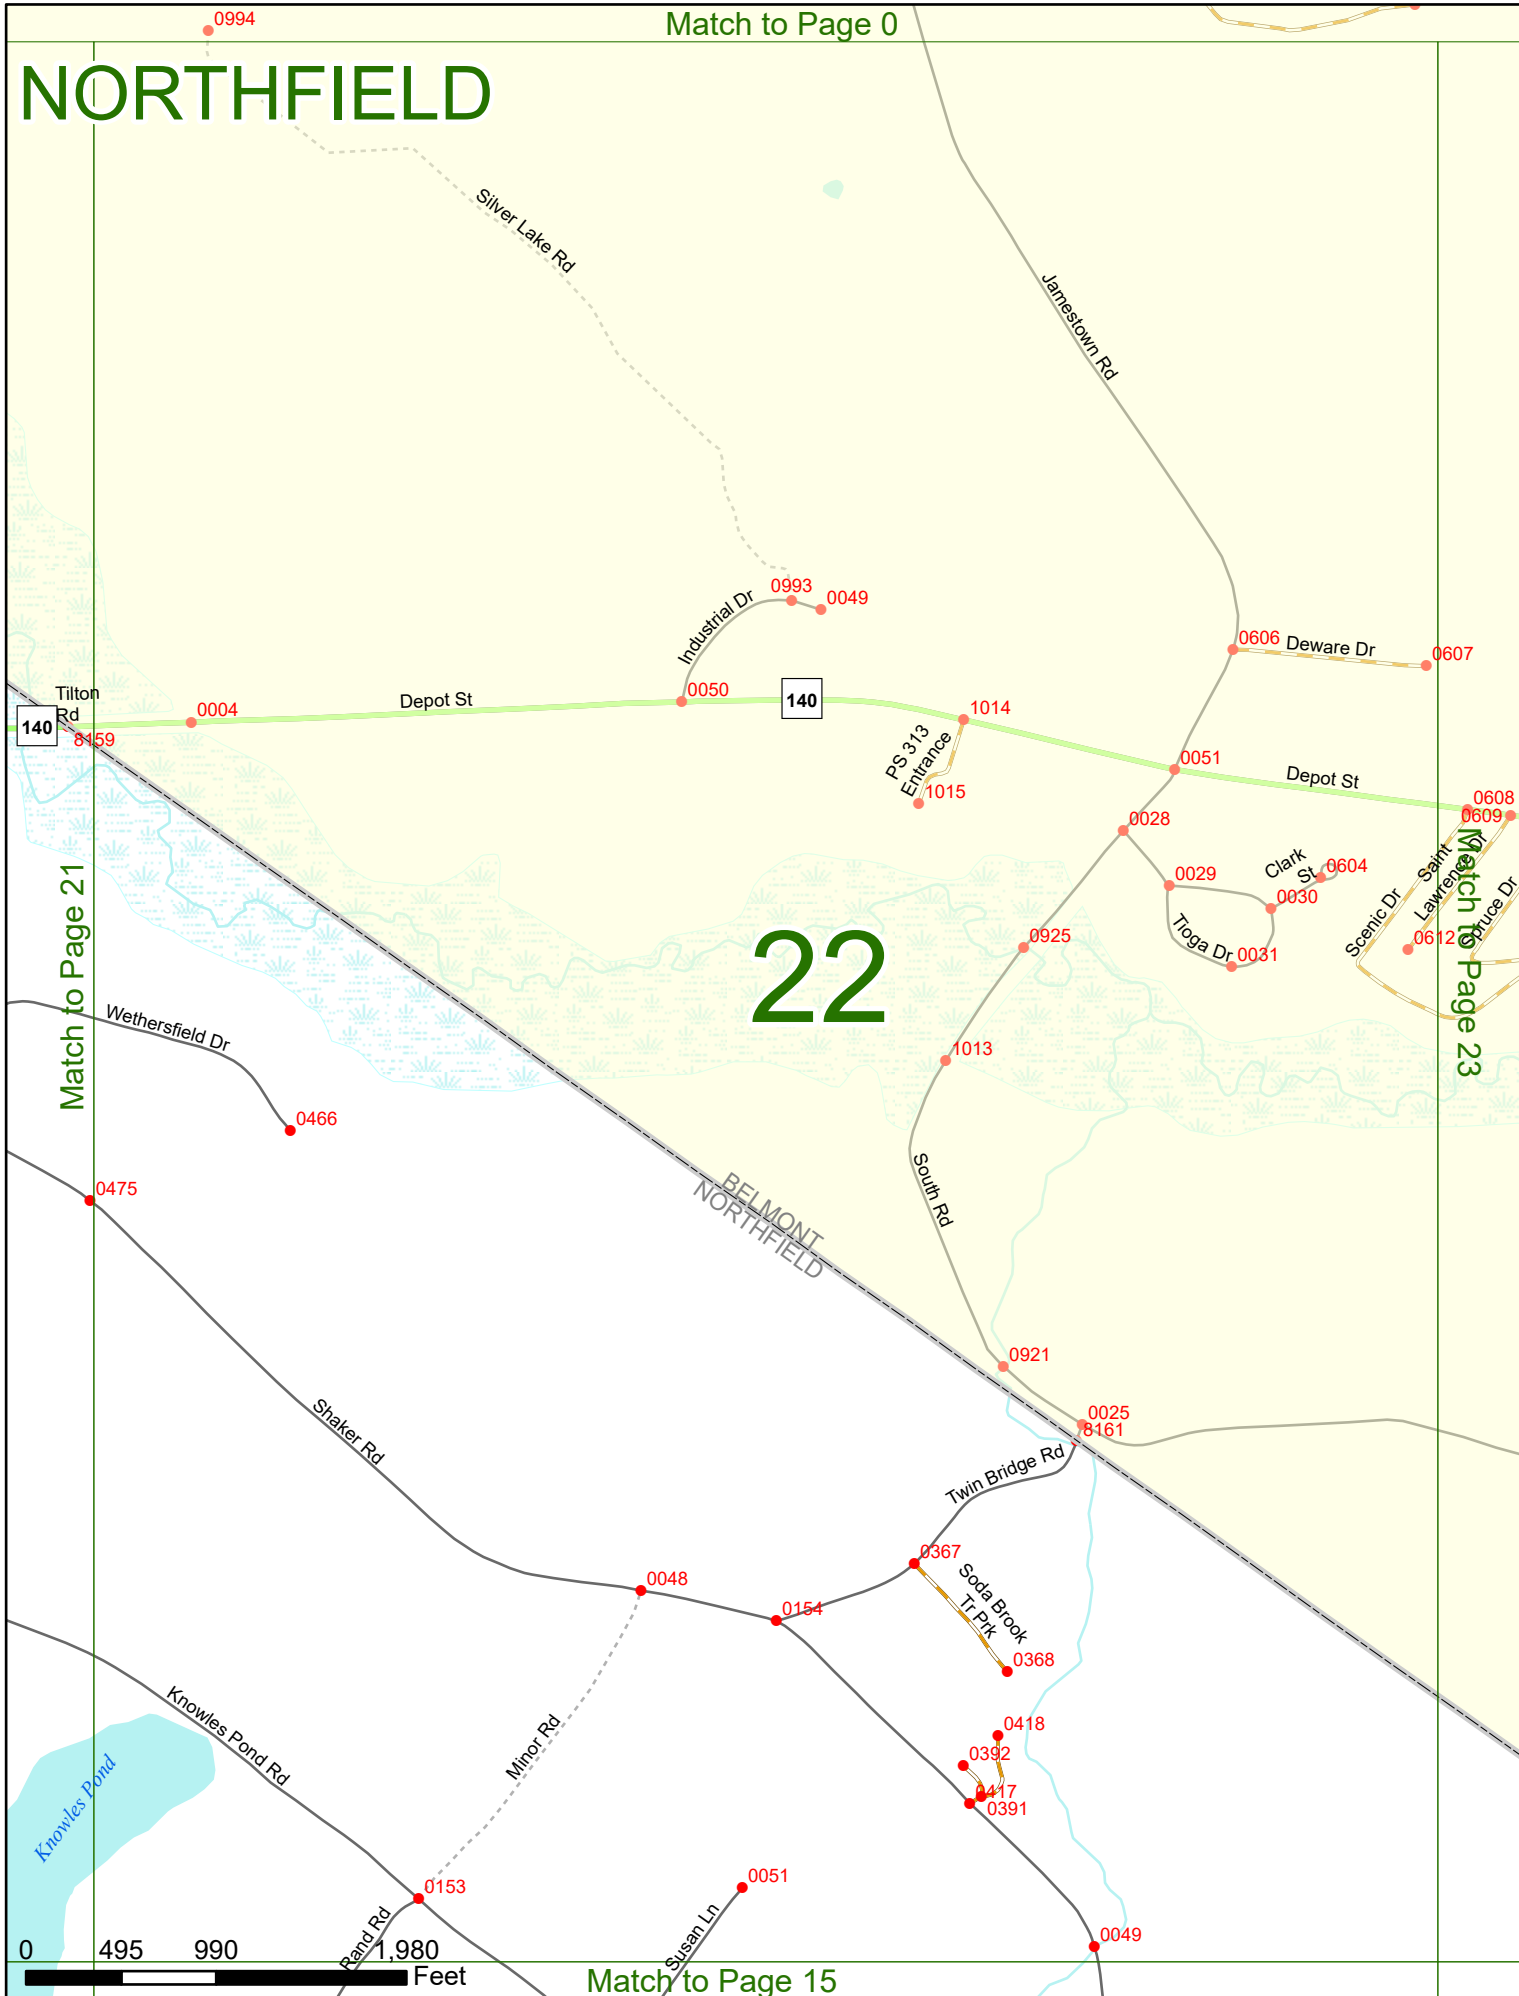 0994
Match to Page 0
NORTHFIELD
Silver Lake Rd
Jamestown Rd
0993
0049
Industrial Dr
0606
Deware Dr
0607
Tilton
Rd
0004
Depot St
0050
140
140
8159
1014
PS 313
Entrance
1015
0051
Depot St
0608
0609
0028
0029
Clark
St
0604
0030
Tioga Dr
0031
Scenic Dr
Saint
Lawrence Dr
Spruce Dr
0612
Match to Page 21
Match to Page 23
22
0925
1013
Wethersfield Dr
0466
0475
South Rd
BELMONT
NORTHFIELD
0921
0025
8161
Shaker Rd
Twin Bridge Rd
0048
0154
0367
Soda Brook
Tr Prk
0368
Knowles Pond Rd
Minor Rd
0418
0392
0417
0391
Knowles Pond
0153
0051
Rand Rd
Susan Ln
0049
0 495 990 1,980
Feet
Match to Page 15